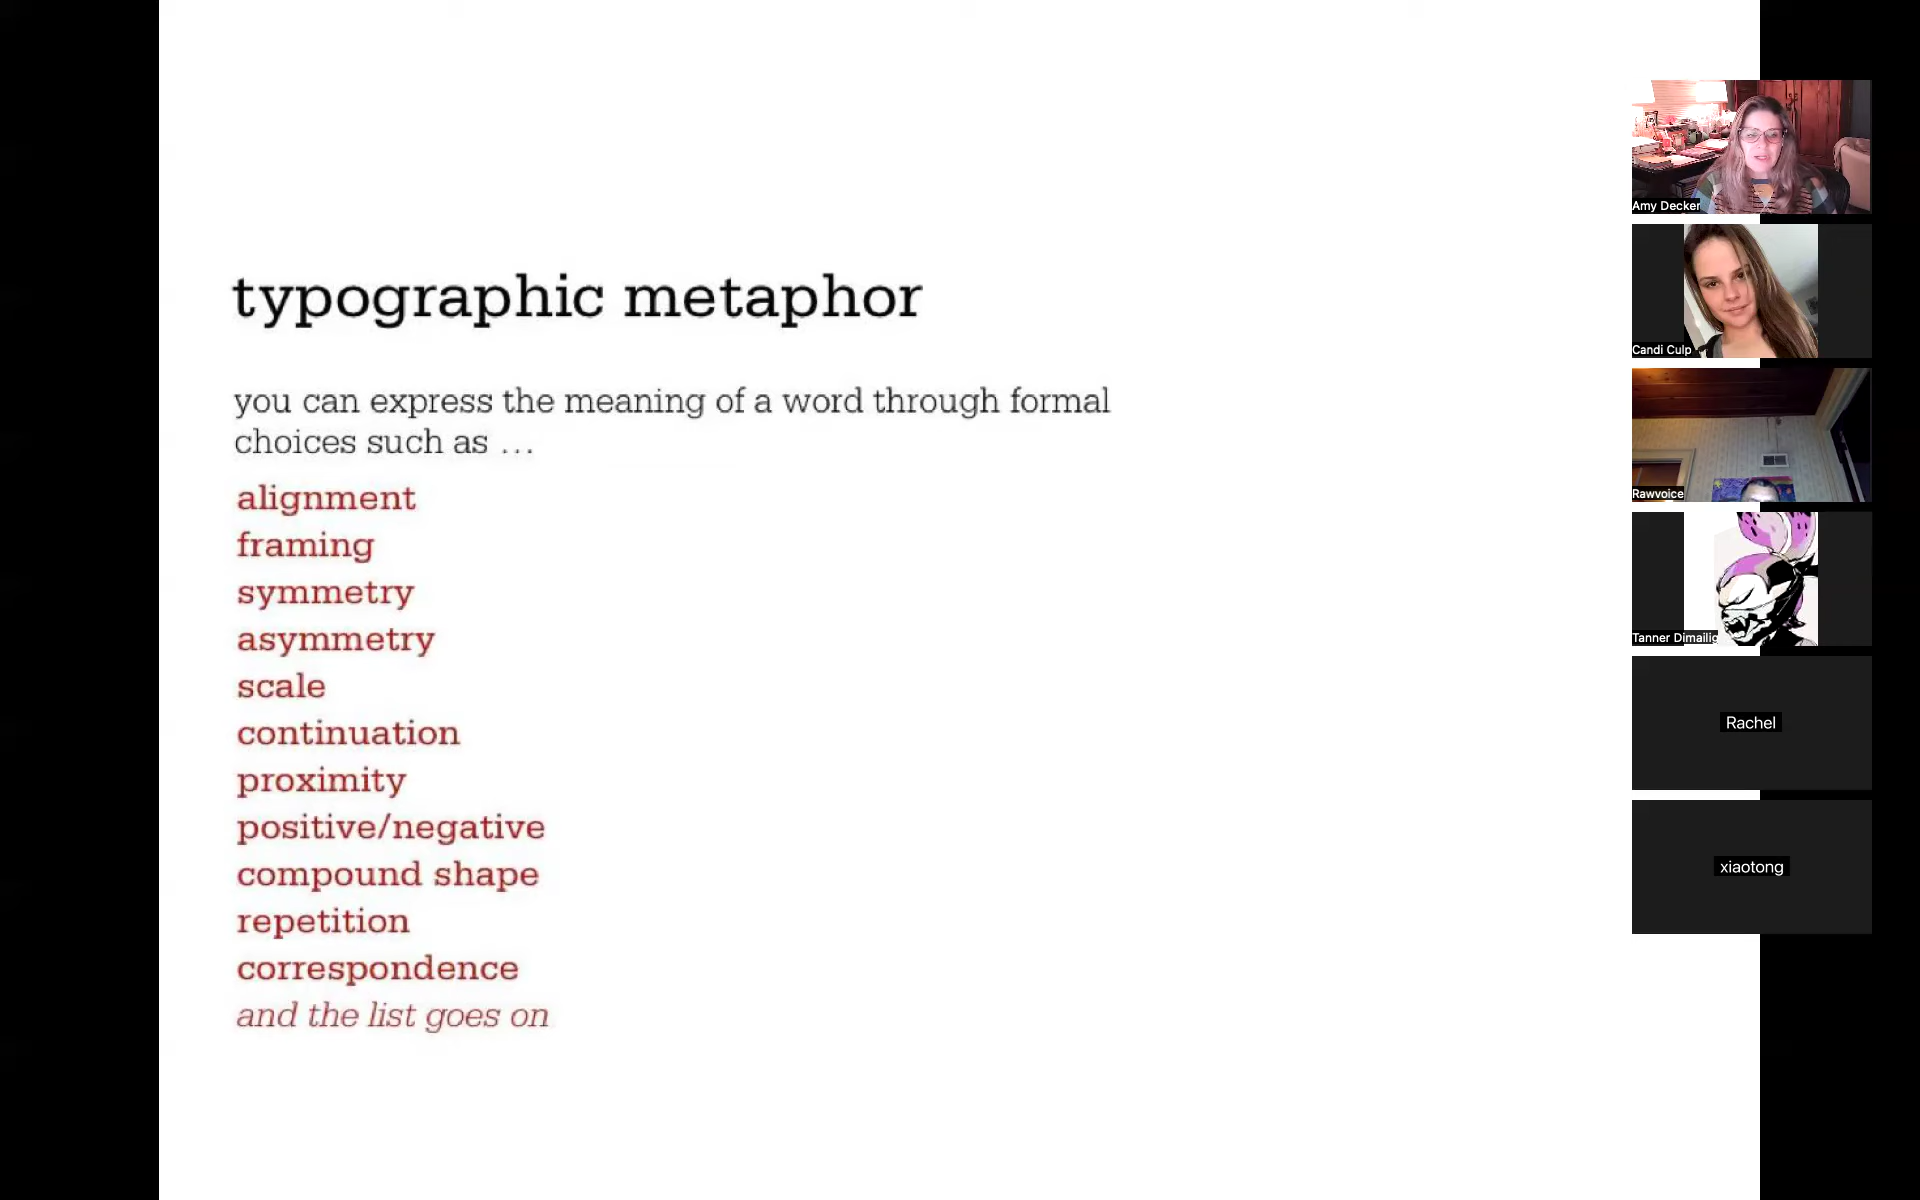 typographic metaphor
you can express the meaning of a word through formal
choices such as …
alignment
framing
symmetry
asymmetry
scale
continuation
proximity
positive/negative
compound shape
repetition
correspondence
and the list goes on
Amy Decker
Candi Culp
Rawvoice
Tanner Dimailig
Rachel
xiaotong